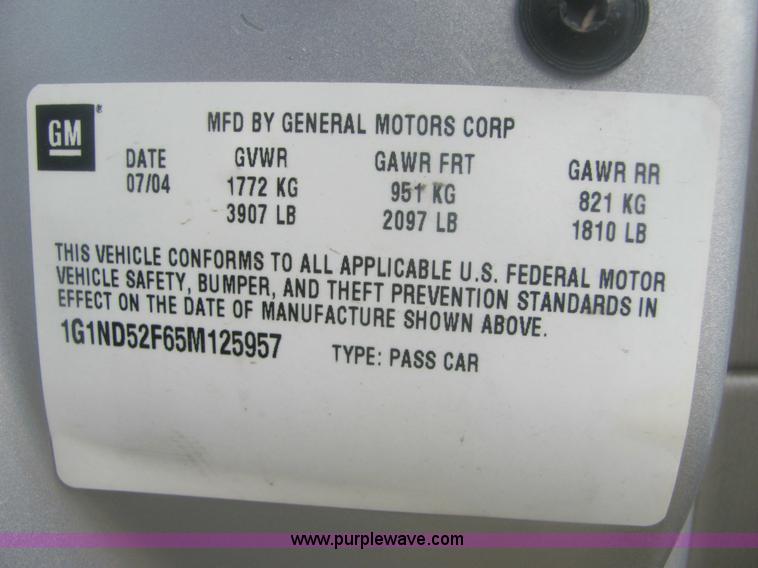 GM ®
MFD BY GENERAL MOTORS CORP
DATE GVWR GAWR FRT GAWR RR
07/04 1772 KG 951 KG 821 KG
3907 LB 2097 LB 1810 LB
THIS VEHICLE CONFORMS TO ALL APPLICABLE U.S. FEDERAL MOTOR
VEHICLE SAFETY, BUMPER, AND THEFT PREVENTION STANDARDS IN
EFFECT ON THE DATE OF MANUFACTURE SHOWN ABOVE.
1G1ND52F65M125957 TYPE: PASS CAR
www.purplewave.com